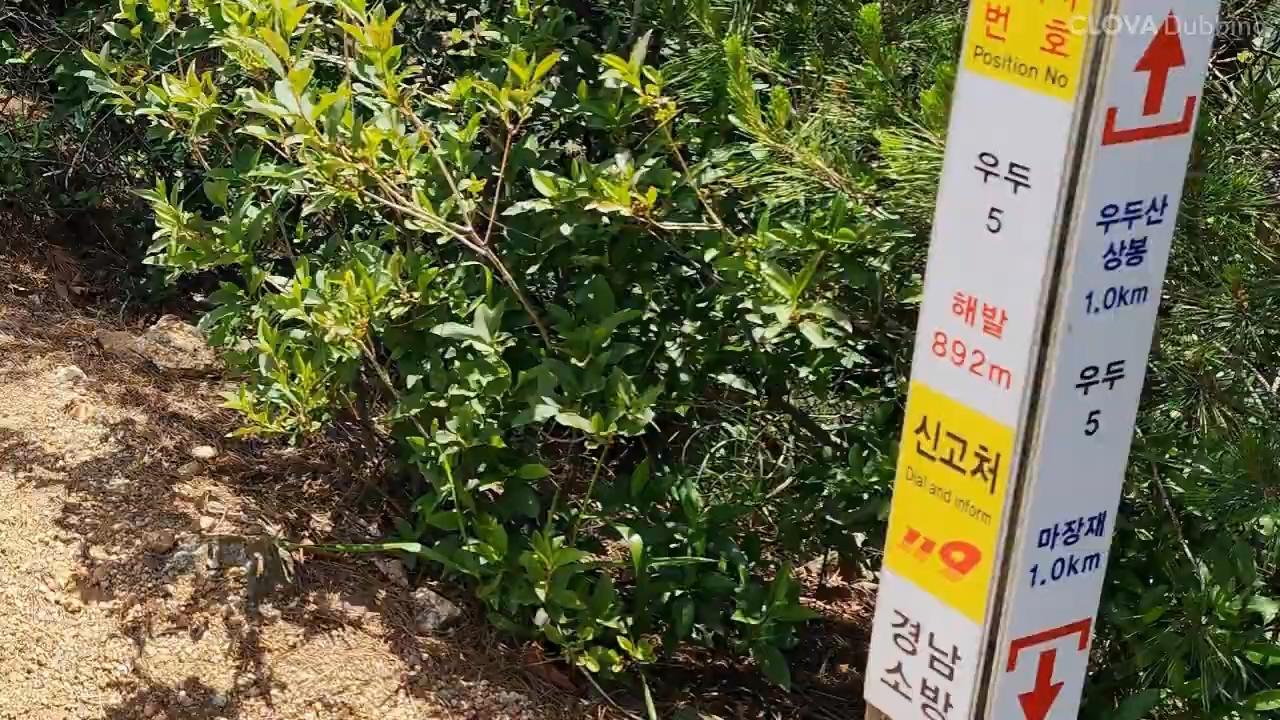 번 호
Position No
우두
5
해발
892m
신고처
Dial and inform
119
경남
소방
우두산
상봉
1.0km
우두
5
마장재
1.0km
CLOVA Dubbing